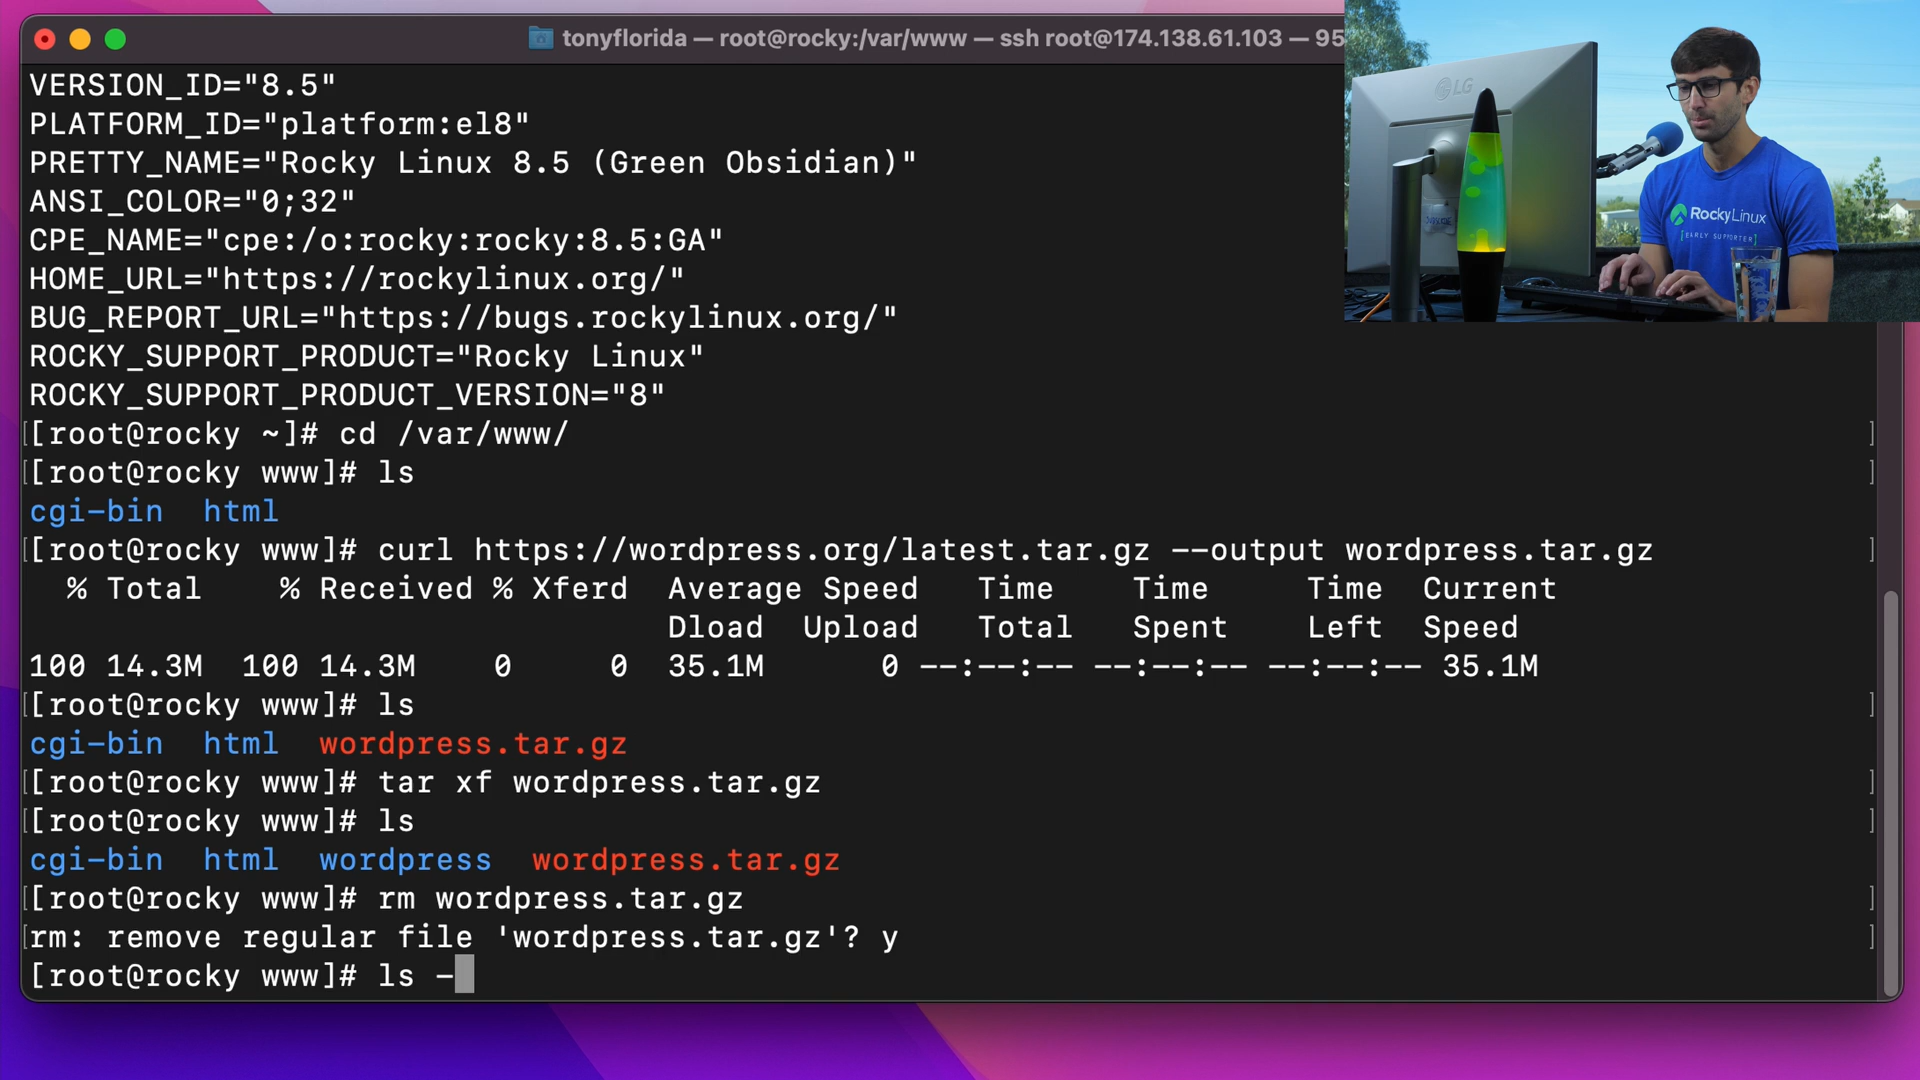 tonyflorida — root@rocky:/var/www — ssh root@174.138.61.103 — 95
VERSION_ID="8.5"
PLATFORM_ID="platform:el8"
PRETTY_NAME="Rocky Linux 8.5 (Green Obsidian)"
ANSI_COLOR="0;32"
CPE_NAME="cpe:/o:rocky:rocky:8.5:GA"
HOME_URL="https://rockylinux.org/"
BUG_REPORT_URL="https://bugs.rockylinux.org/"
ROCKY_SUPPORT_PRODUCT="Rocky Linux"
ROCKY_SUPPORT_PRODUCT_VERSION="8"
[[root@rocky ~]# cd /var/www/ ]
[[root@rocky www]# ls ]
cgi-bin  html
[[root@rocky www]# curl https://wordpress.org/latest.tar.gz --output wordpress.tar.gz ]
  % Total    % Received % Xferd  Average Speed   Time    Time     Time  Current
                                 Dload  Upload   Total   Spent    Left  Speed
100 14.3M  100 14.3M    0     0  35.1M      0 --:--:-- --:--:-- --:--:-- 35.1M
[[root@rocky www]# ls ]
cgi-bin  html  wordpress.tar.gz
[[root@rocky www]# tar xf wordpress.tar.gz ]
[[root@rocky www]# ls ]
cgi-bin  html  wordpress  wordpress.tar.gz
[[root@rocky www]# rm wordpress.tar.gz ]
[rm: remove regular file 'wordpress.tar.gz'? y ]
[root@rocky www]# ls -
LG
RockyLinux
[EARLY SUPPORTER]